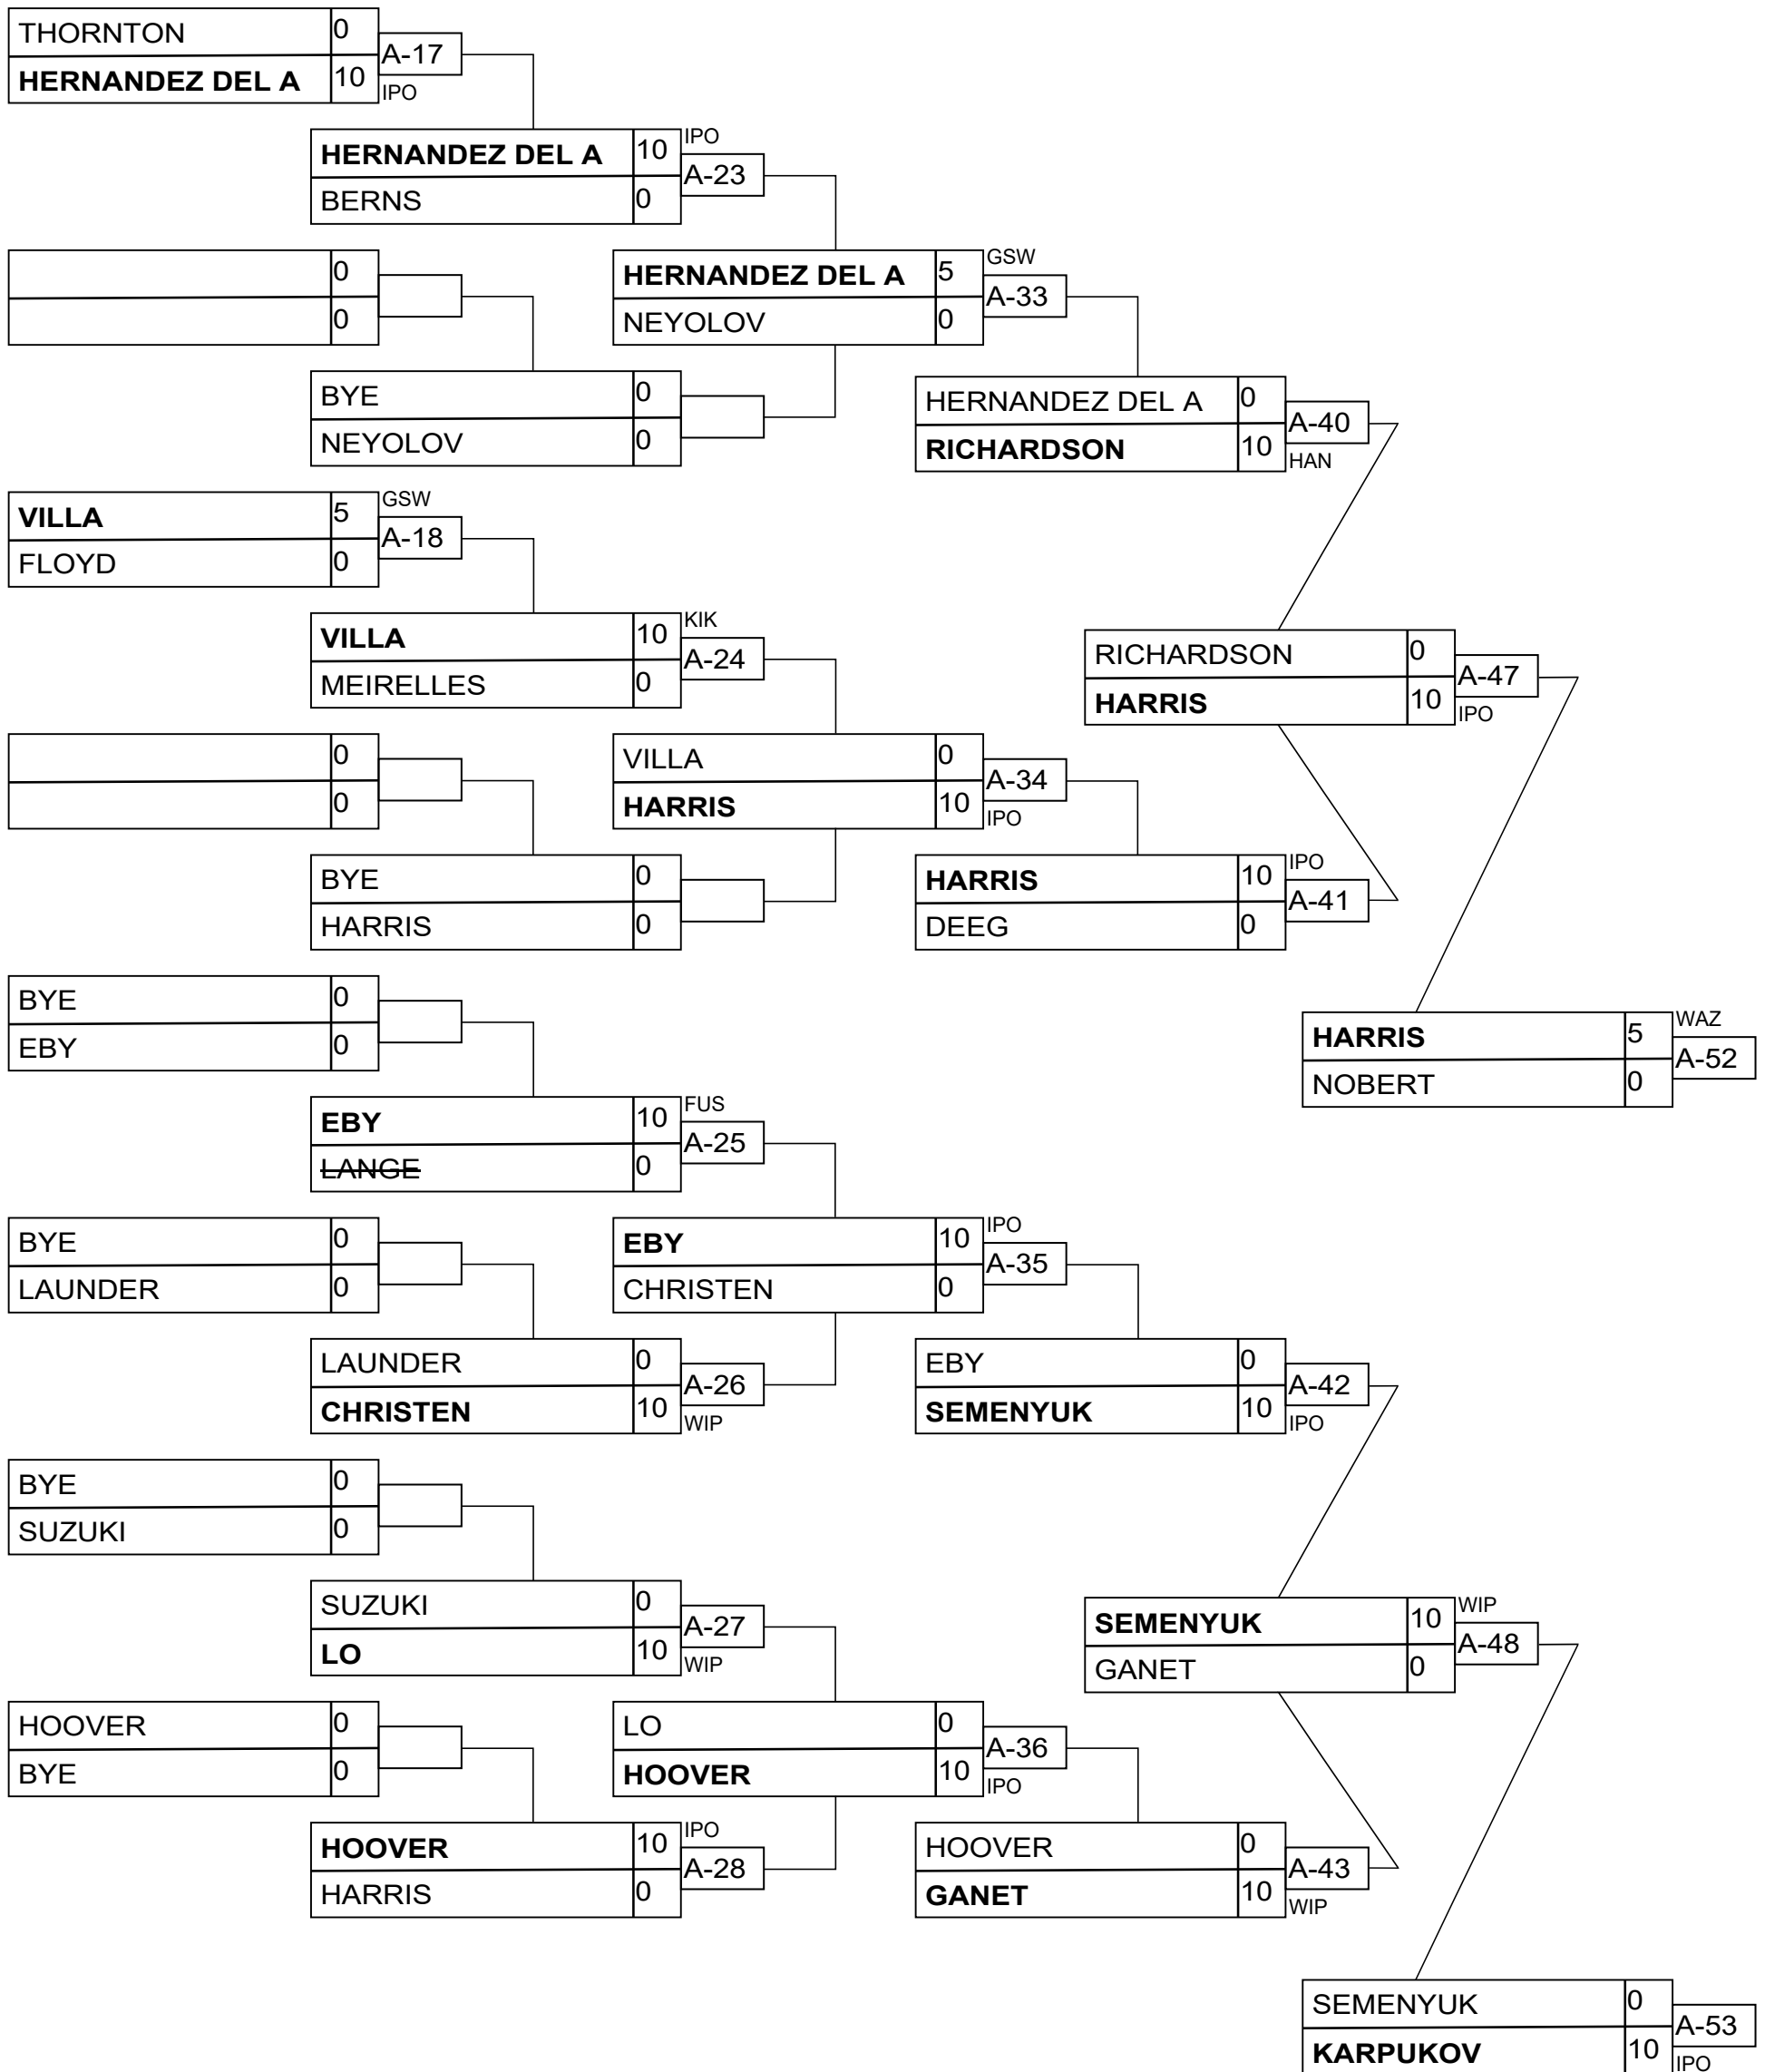 THORNTON 0
A-17
HERNANDEZ DEL A 10
IPO
HERNANDEZ DEL A 10 IPO
A-23
BERNS 0
0
0
HERNANDEZ DEL A 5 GSW
A-33
NEYOLOV 0
BYE 0
NEYOLOV 0
HERNANDEZ DEL A 0
A-40
RICHARDSON 10
HAN
VILLA 5 GSW
A-18
FLOYD 0
VILLA 10 KIK
A-24
MEIRELLES 0
RICHARDSON 0
A-47
HARRIS 10
IPO
0
0
VILLA 0
A-34
HARRIS 10
IPO
BYE 0
HARRIS 0
HARRIS 10 IPO
A-41
DEEG 0
BYE 0
EBY 0
HARRIS 5 WAZ
A-52
NOBERT 0
EBY 10 FUS
A-25
LANGE 0
BYE 0
LAUNDER 0
EBY 10 IPO
A-35
CHRISTEN 0
LAUNDER 0
A-26
CHRISTEN 10
WIP
EBY 0
A-42
SEMENYUK 10
IPO
BYE 0
SUZUKI 0
SUZUKI 0
A-27
LO 10
WIP
SEMENYUK 10 WIP
A-48
GANET 0
HOOVER 0
BYE 0
LO 0
A-36
HOOVER 10
IPO
HOOVER 10 IPO
A-28
HARRIS 0
HOOVER 0
A-43
GANET 10
WIP
SEMENYUK 0
A-53
KARPUKOV 10
IPO